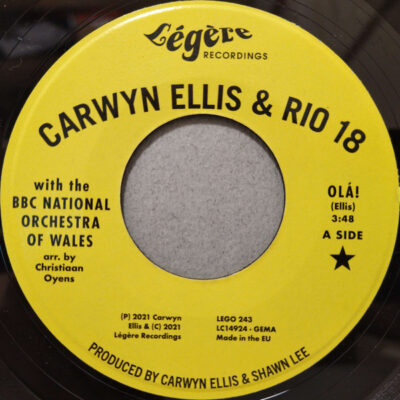 Légère
RECORDINGS
CARWYN ELLIS & RIO 18
with the
BBC NATIONAL
ORCHESTRA
OF WALES
arr. by
Christiaan
Oyens
OLÁ!
(Ellis)
3:48
A SIDE
(P) 2021 Carwyn
Ellis & (C) 2021
Légère Recordings
LEGO 243
LC14924 - GEMA
Made in the EU
PRODUCED BY CARWYN ELLIS & SHAWN LEE